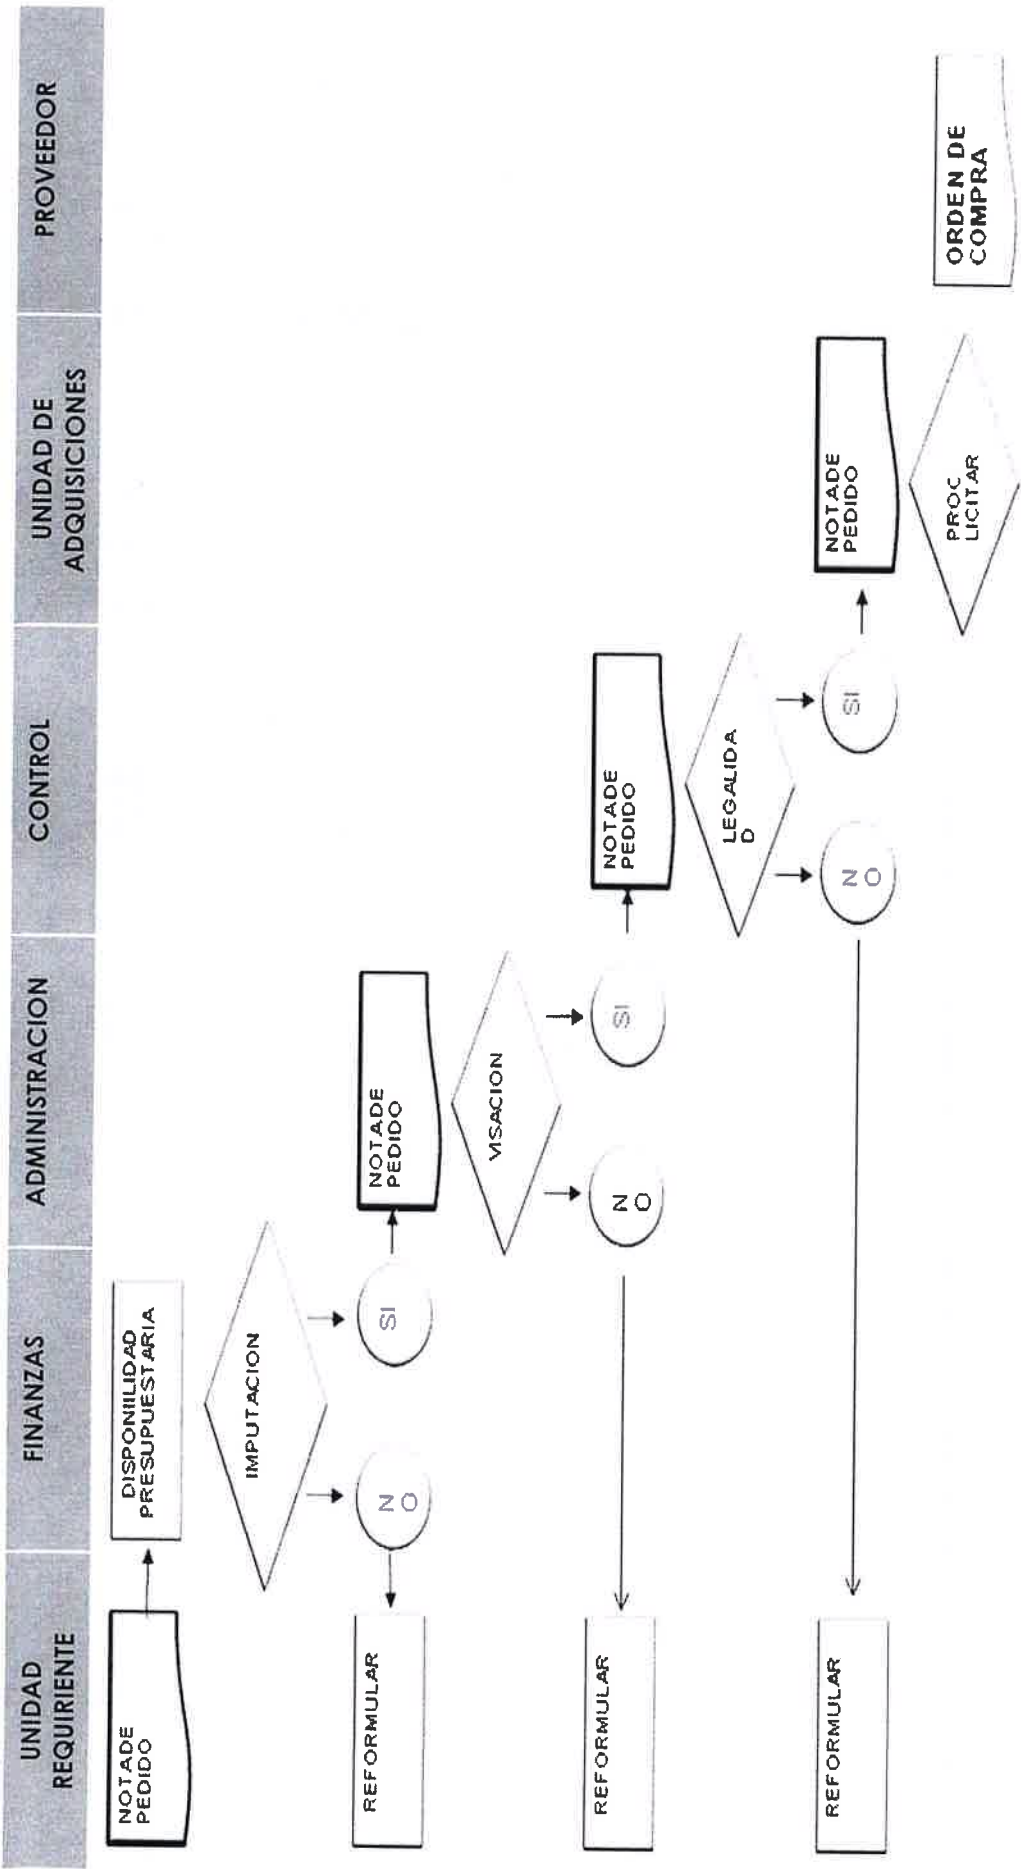 UNIDAD
REQUIRIENTE
FINANZAS
ADMINISTRACION
CONTROL
UNIDAD DE
ADQUISICIONES
PROVEEDOR
NOTADE
PEDIDO
DISPONIILIDAD
PRESUPUESTARIA
IMPUTACION
NO
SI
REFORMULAR
NOTADE
PEDIDO
VISACION
NO
SI
REFORMULAR
NOTADE
PEDIDO
LEGALIDA
D
NO
SI
REFORMULAR
NOTADE
PEDIDO
PROC
LICITAR
ORDEN DE
COMPRA